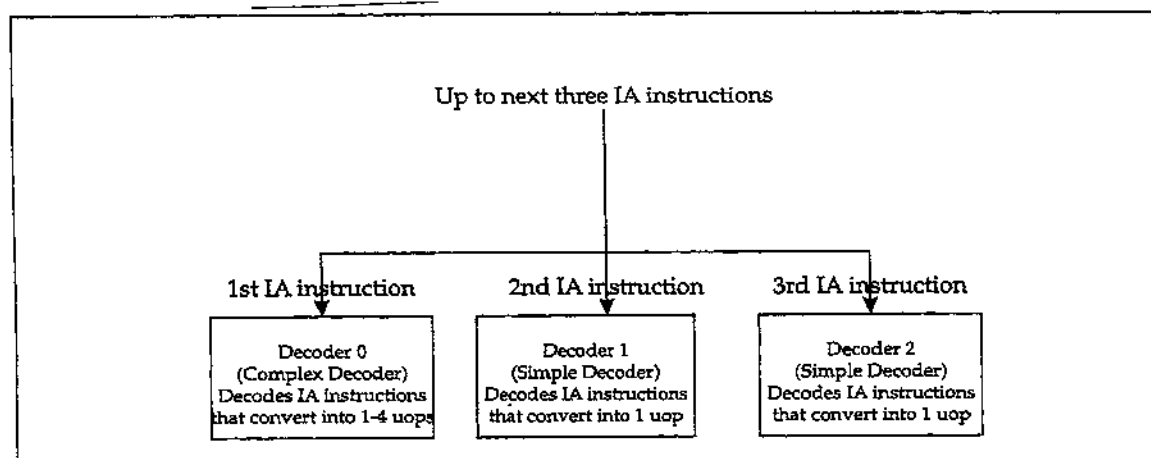 Up to next three IA instructions
1st IA instruction
2nd IA instruction
3rd IA instruction
Decoder 0
(Complex Decoder)
Decodes IA instructions
that convert into 1-4 uops
Decoder 1
(Simple Decoder)
Decodes IA instructions
that convert into 1 uop
Decoder 2
(Simple Decoder)
Decodes IA instructions
that convert into 1 uop